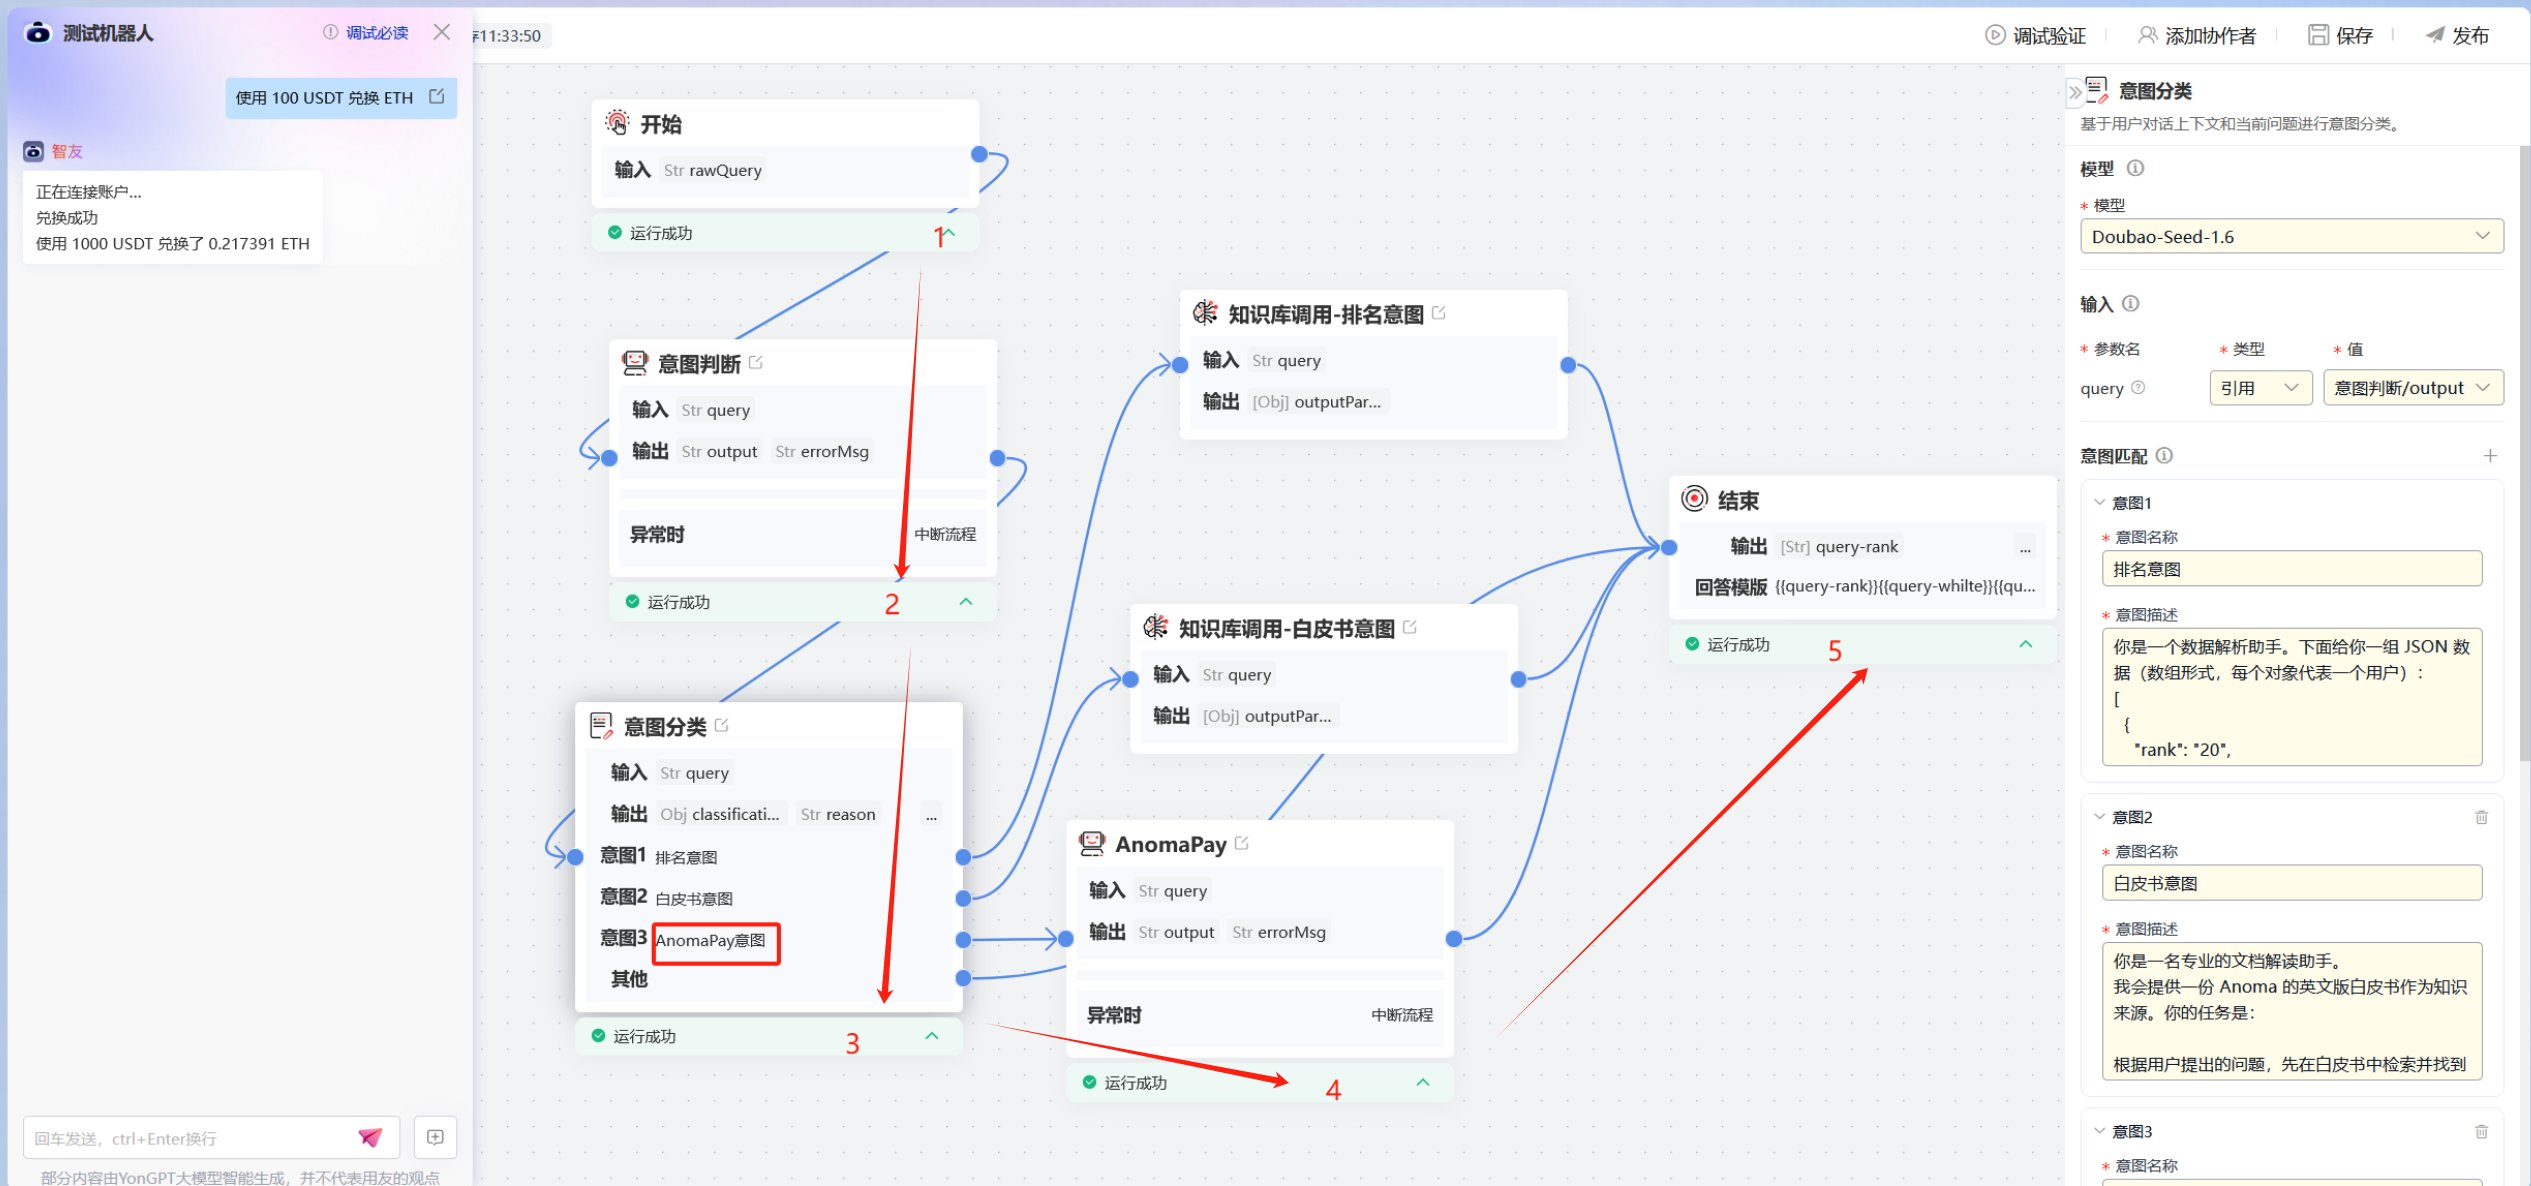 测试机器人
调试必读
11:33:50
调试验证
添加协作者
保存
发布
使用 100 USDT 兑换 ETH
智友
正在连接账户...
兑换成功
使用 1000 USDT 兑换了 0.217391 ETH
回车发送，ctrl+Enter换行
部分内容由YonGPT大模型智能生成，并不代表用友的观点
开始
输入 Str rawQuery
运行成功
1
意图判断
输入 Str query
输出 Str output Str errorMsg
异常时 中断流程
运行成功
2
意图分类
输入 Str query
输出 Obj classificati... Str reason ...
意图1 排名意图
意图2 白皮书意图
意图3 AnomaPay意图
其他
运行成功
3
知识库调用-排名意图
输入 Str query
输出 [Obj] outputPar...
知识库调用-白皮书意图
输入 Str query
输出 [Obj] outputPar...
AnomaPay
输入 Str query
输出 Str output Str errorMsg
异常时 中断流程
运行成功
4
结束
输出 [Str] query-rank ...
回答模版 {{query-rank}}{{query-whilte}}{{qu...
运行成功
5
意图分类
基于用户对话上下文和当前问题进行意图分类。
模型
* 模型
Doubao-Seed-1.6
输入
* 参数名 * 类型 * 值
query 引用 意图判断/output
意图匹配
意图1
* 意图名称
排名意图
* 意图描述
你是一个数据解析助手。下面给你一组 JSON 数
据（数组形式，每个对象代表一个用户）：
[
{
"rank": "20",
意图2
* 意图名称
白皮书意图
* 意图描述
你是一名专业的文档解读助手。
我会提供一份 Anoma 的英文版白皮书作为知识
来源。你的任务是：
根据用户提出的问题，先在白皮书中检索并找到
意图3
* 意图名称